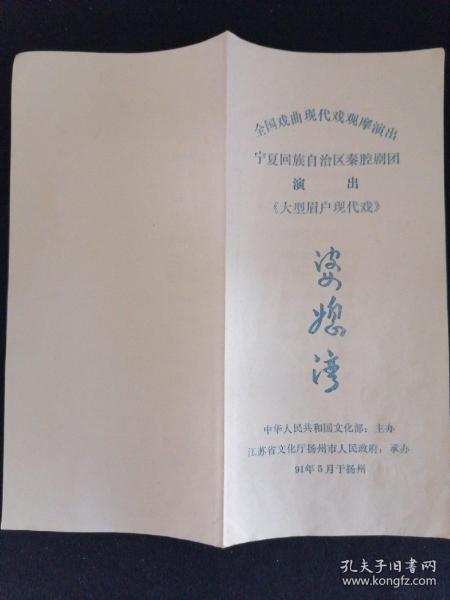 全国戏曲现代戏观摩演出
宁夏回族自治区秦腔剧团
演出
《大型眉户现代戏》
婆媳湾
中华人民共和国文化部：主办
江苏省文化厅扬州市人民政府：承办
91年5月于扬州
孔夫子旧书网
www.kongfz.com